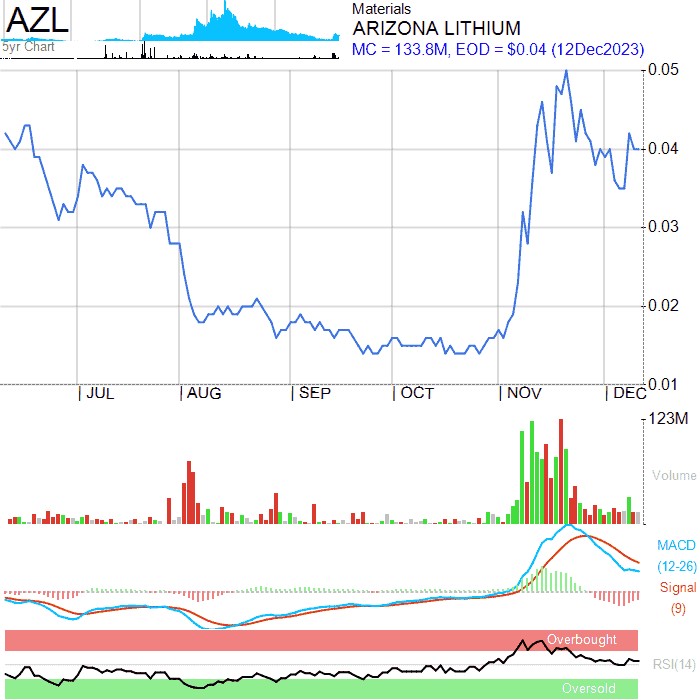 AZL
5yr Chart
Materials
ARIZONA LITHIUM
MC = 133.8M, EOD = $0.04 (12Dec2023)
0.05
0.04
0.03
0.02
0.01
JUL AUG SEP OCT NOV DEC
123M
Volume
MACD
(12-26)
Signal
(9)
Overbought
RSI(14)
Oversold